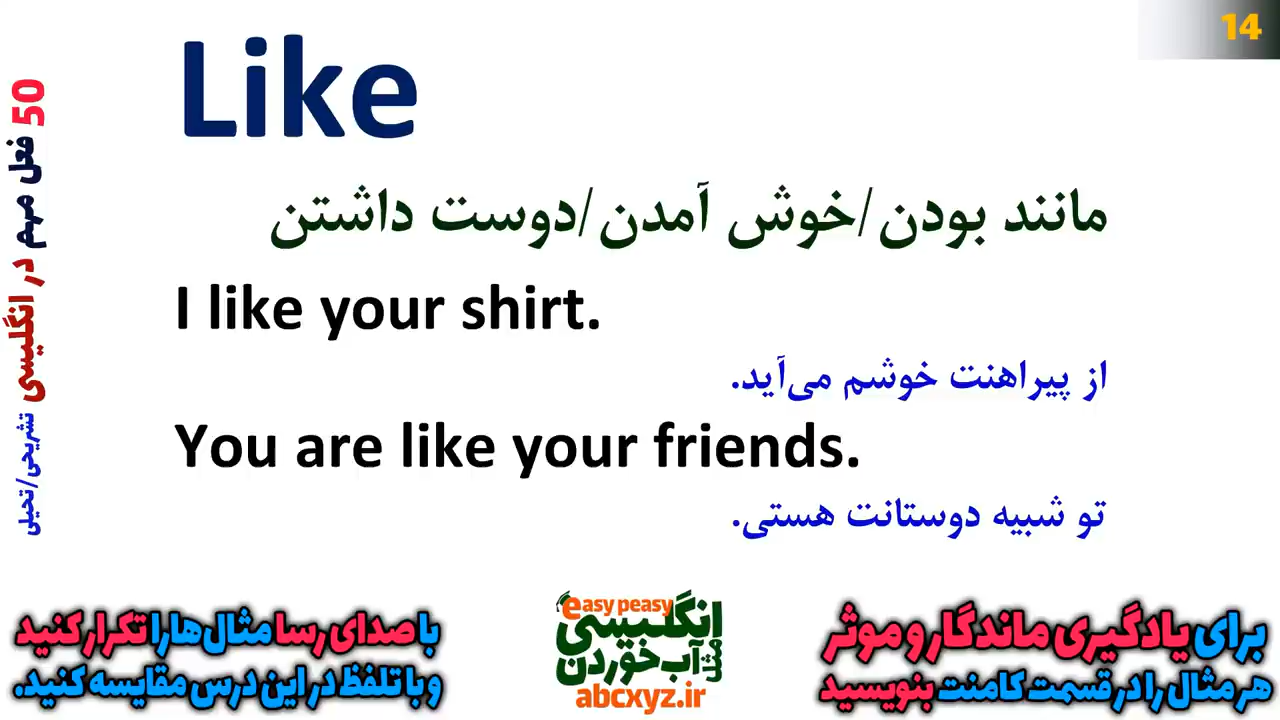 14
Like
مانند بودن/خوش آمدن/دوست داشتن
I like your shirt.
از پیراهنت خوشم می‌آید.
You are like your friends.
تو شبیه دوستانت هستی.
50 فعل مهم در انگلیسی تشریحی/تحیلی
برای یادگیری ماندگار و موثر
هر مثال را در قسمت کامنت بنویسید
easy peasy
انگلیسی
مثل آب خوردن
abcxyz.ir
با صدای رسا مثال‌ها را تکرار کنید
و با تلفظ در این درس مقایسه کنید.